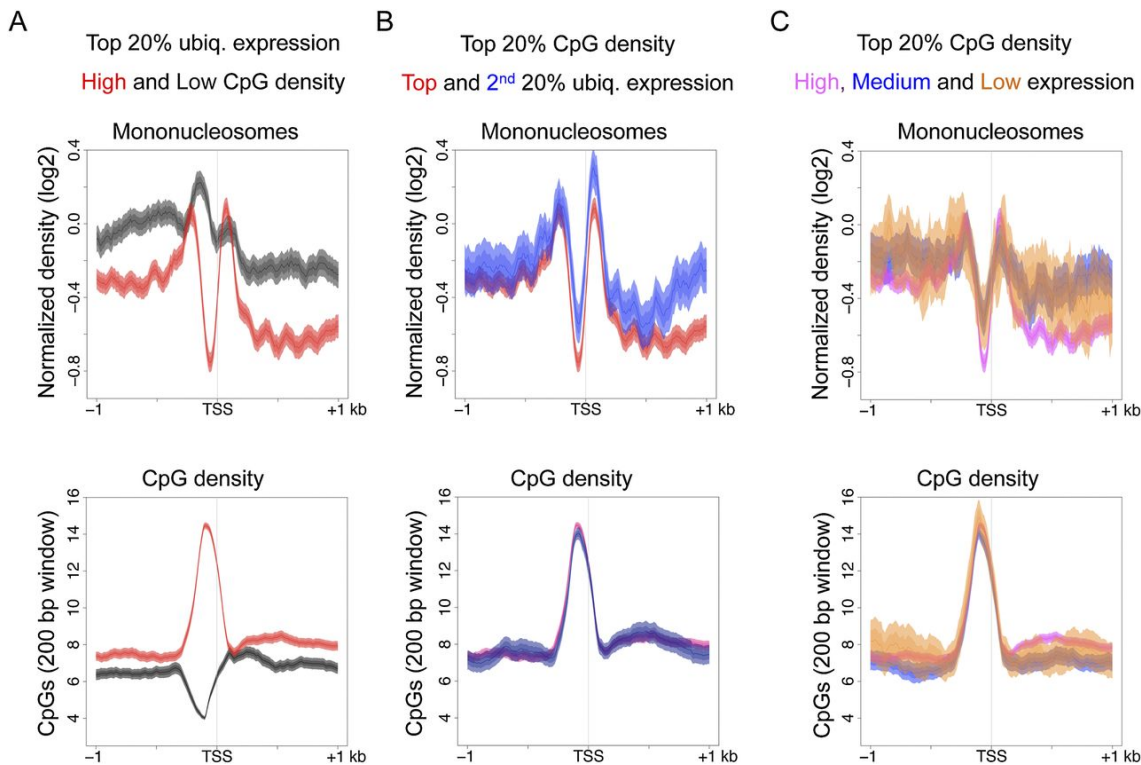 A
Top 20% ubiq. expression
High and Low CpG density
Mononucleosomes
Normalized density (log2)
0.4
0.0
−0.4
−0.8
−1
TSS
+1 kb
CpG density
CpGs (200 bp window)
16
14
12
10
8
6
4
−1
TSS
+1 kb
B
Top 20% CpG density
Top and 2nd 20% ubiq. expression
Mononucleosomes
Normalized density (log2)
0.4
0.0
−0.4
−0.8
−1
TSS
+1 kb
CpG density
CpGs (200 bp window)
16
14
12
10
8
6
4
−1
TSS
+1 kb
C
Top 20% CpG density
High, Medium and Low expression
Mononucleosomes
Normalized density (log2)
0.4
0.0
−0.4
−0.8
−1
TSS
+1 kb
CpG density
CpGs (200 bp window)
16
14
12
10
8
6
4
−1
TSS
+1 kb